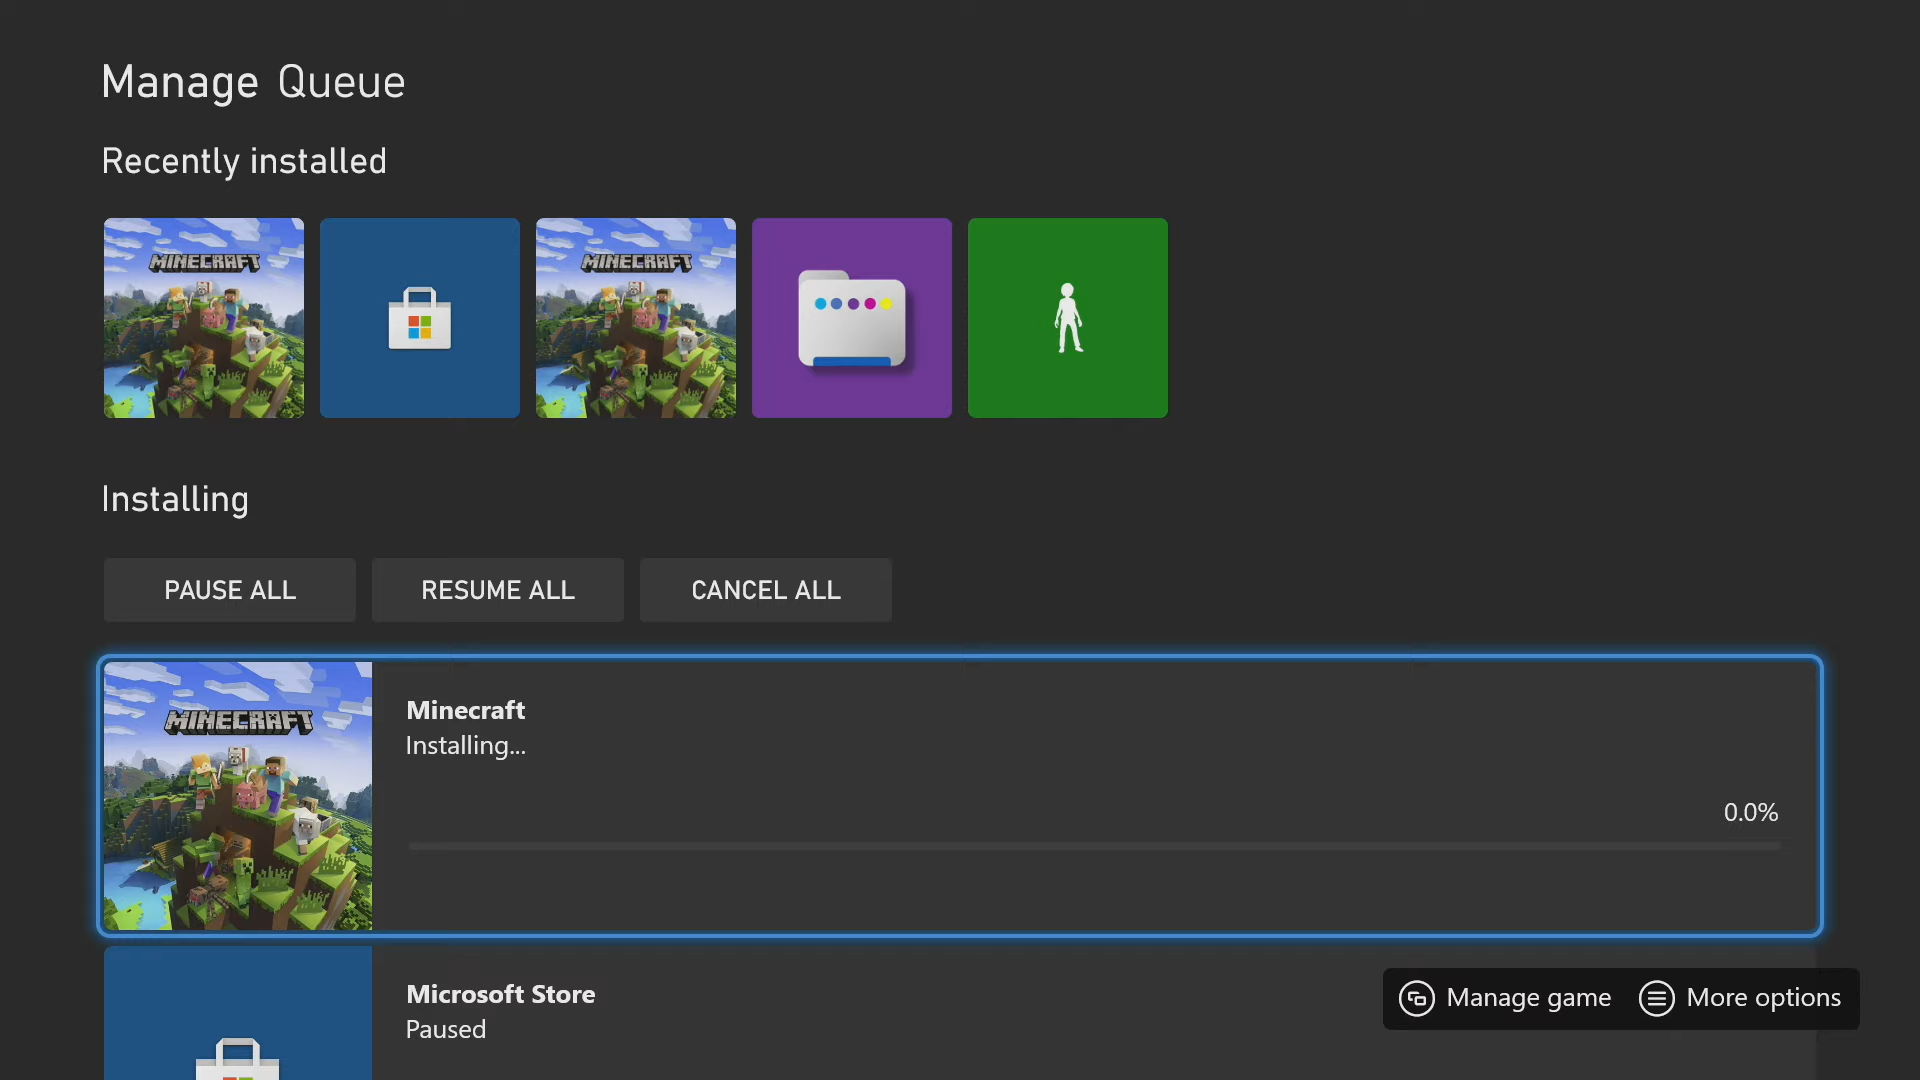 Manage Queue
Recently installed
MINECRAFT
MINECRAFT
Installing
PAUSE ALL
RESUME ALL
CANCEL ALL
MINECRAFT
Minecraft
Installing...
0.0%
Microsoft Store
Paused
Manage game
More options